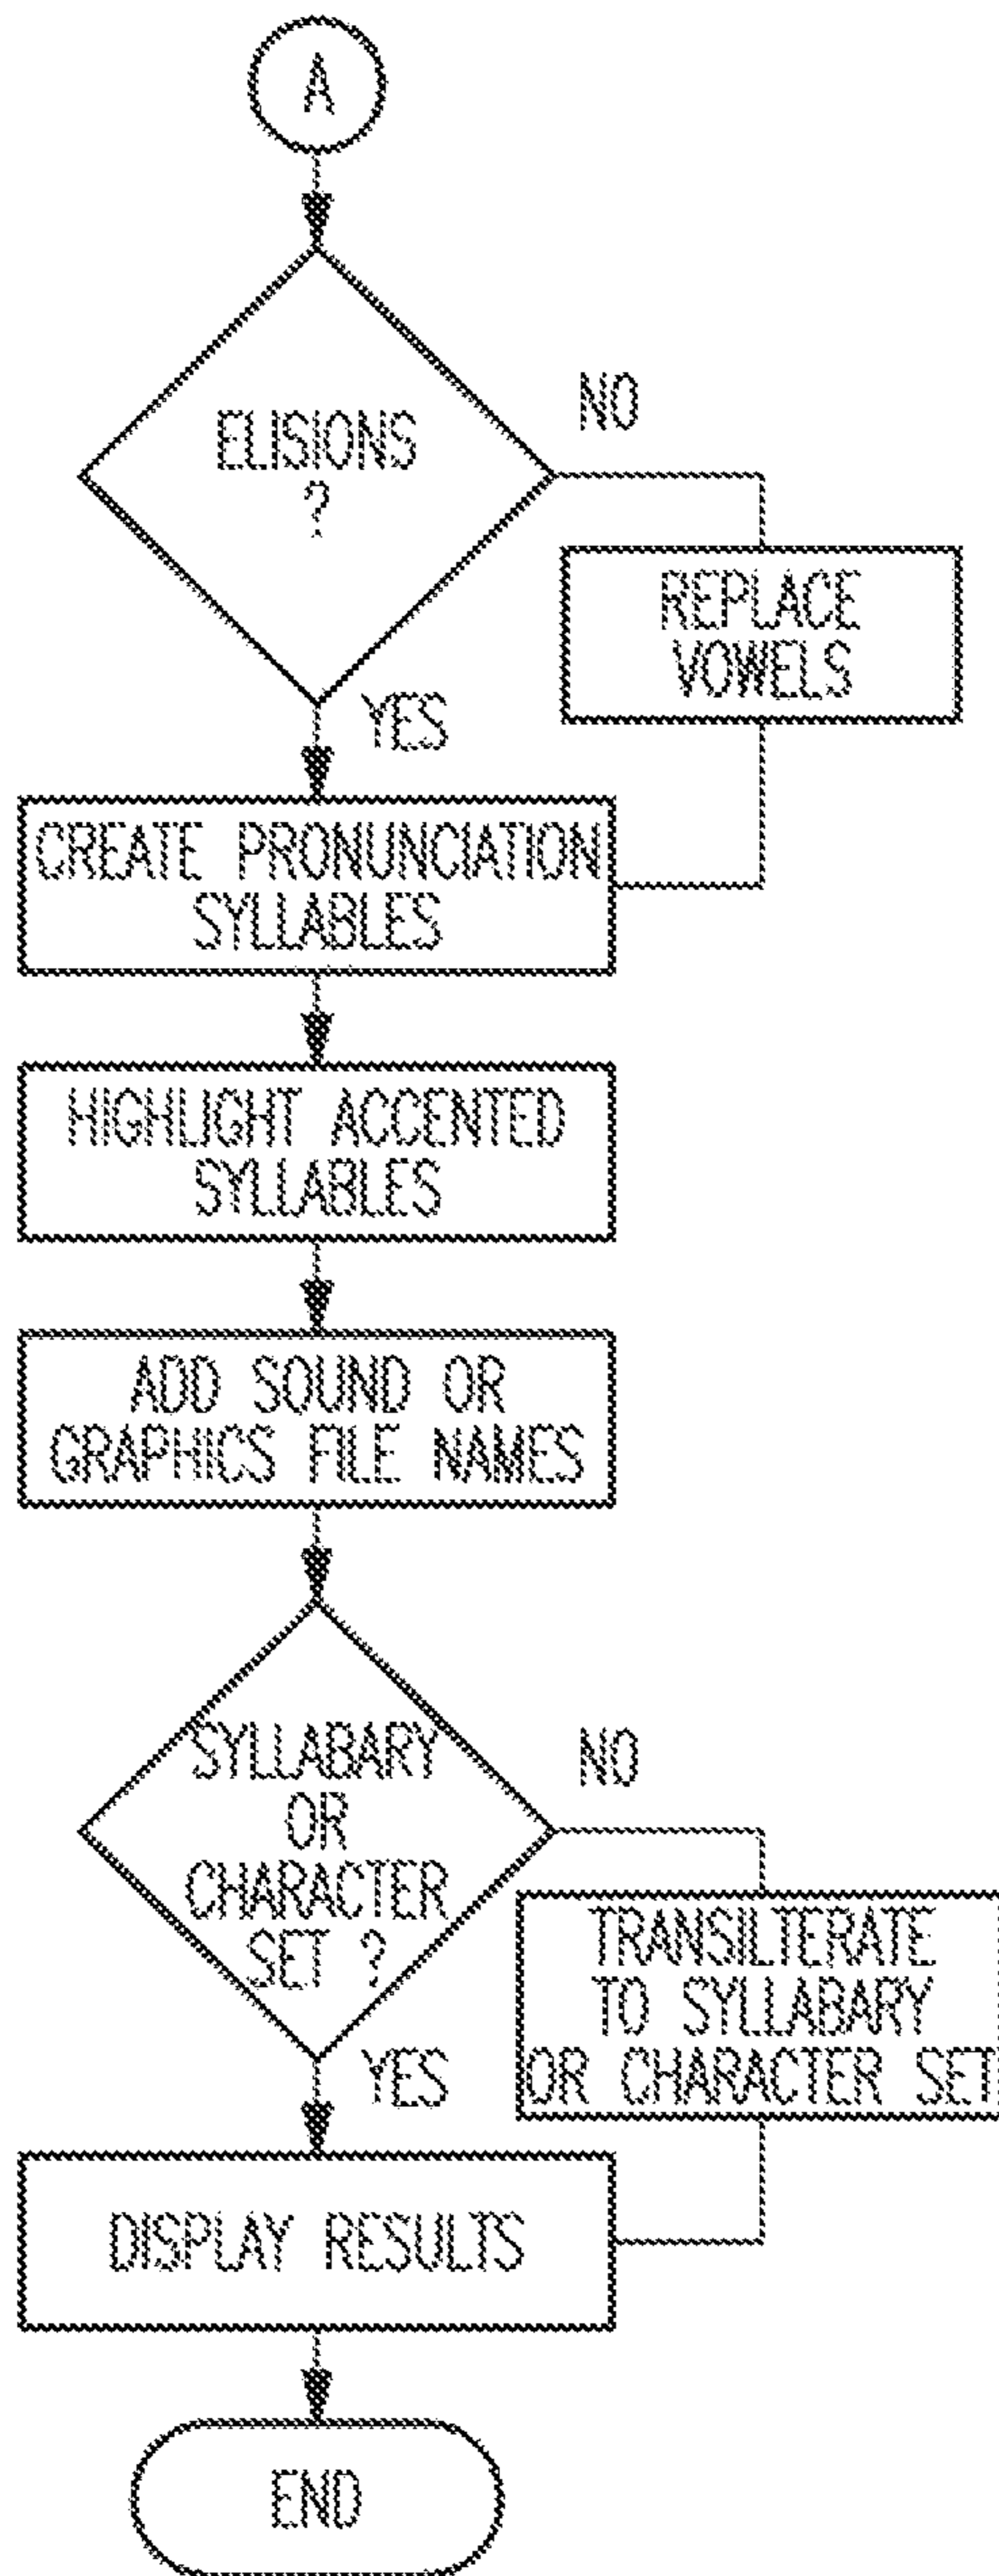 A
ELISIONS
?
NO
REPLACE
VOWELS
YES
CREATE PRONUNCIATION
SYLLABLES
HIGHLIGHT ACCENTED
SYLLABLES
ADD SOUND OR
GRAPHICS FILE NAMES
SYLLABARY
OR
CHARACTER
SET ?
NO
TRANSILTERATE
TO SYLLABARY
OR CHARACTER SET
YES
DISPLAY RESULTS
END